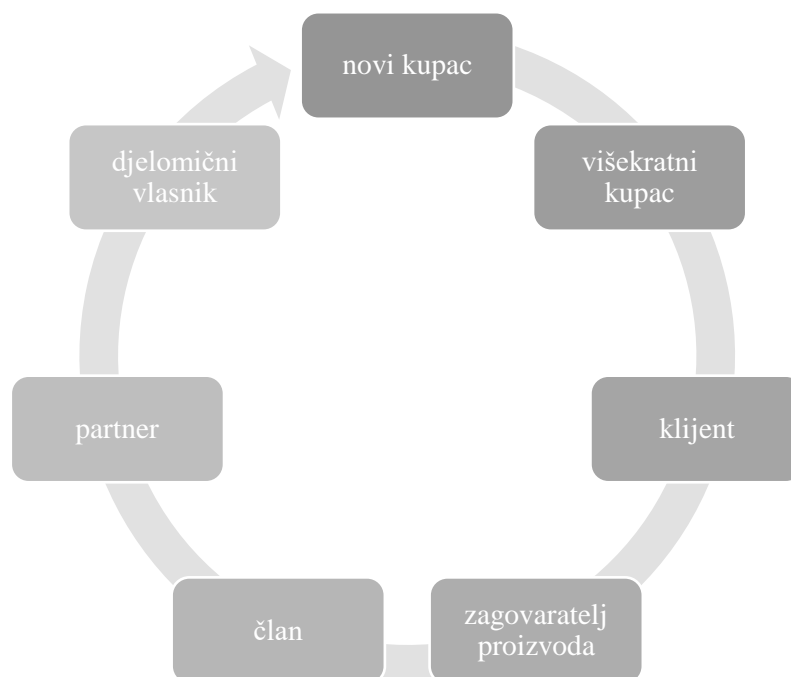 novi kupac
višekratni
kupac
klijent
zagovaratelj
proizvoda
član
partner
djelomični
vlasnik